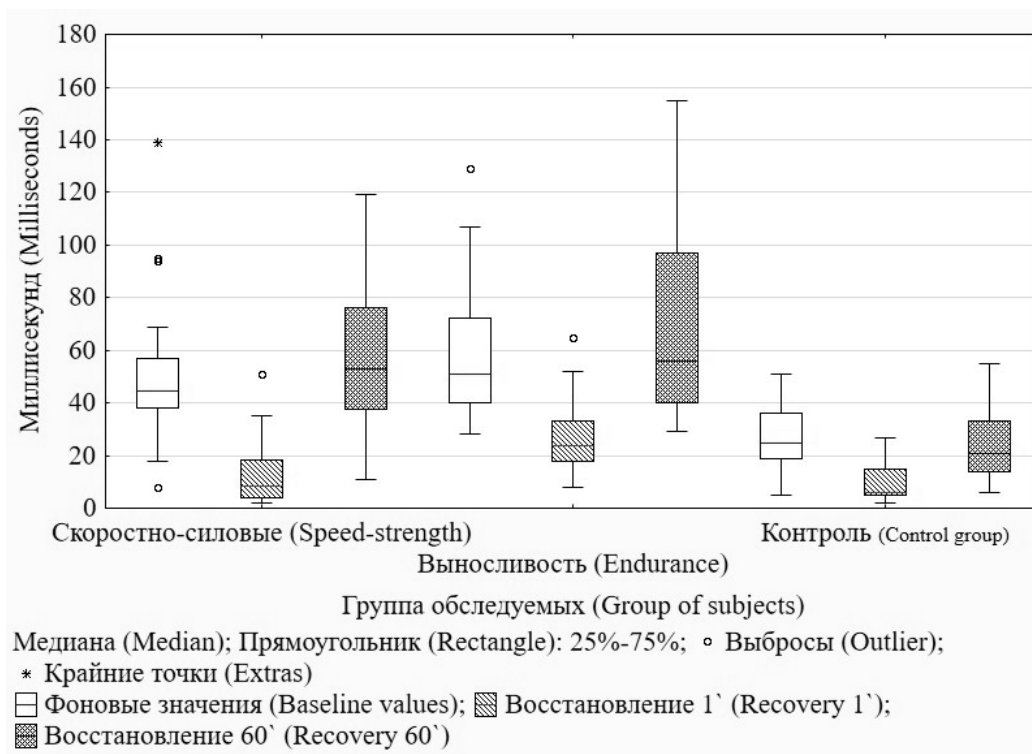 Миллисекунд (Milliseconds)
180
160
140
120
100
80
60
40
20
0
Скоростно-силовые (Speed-strength)
Контроль (Control group)
Выносливость (Endurance)
Группа обследуемых (Group of subjects)
Медиана (Median); Прямоугольник (Rectangle): 25%-75%; Выбросы (Outlier);
Крайние точки (Extras)
Фоновые значения (Baseline values); Восстановление 1` (Recovery 1`);
Восстановление 60` (Recovery 60`)